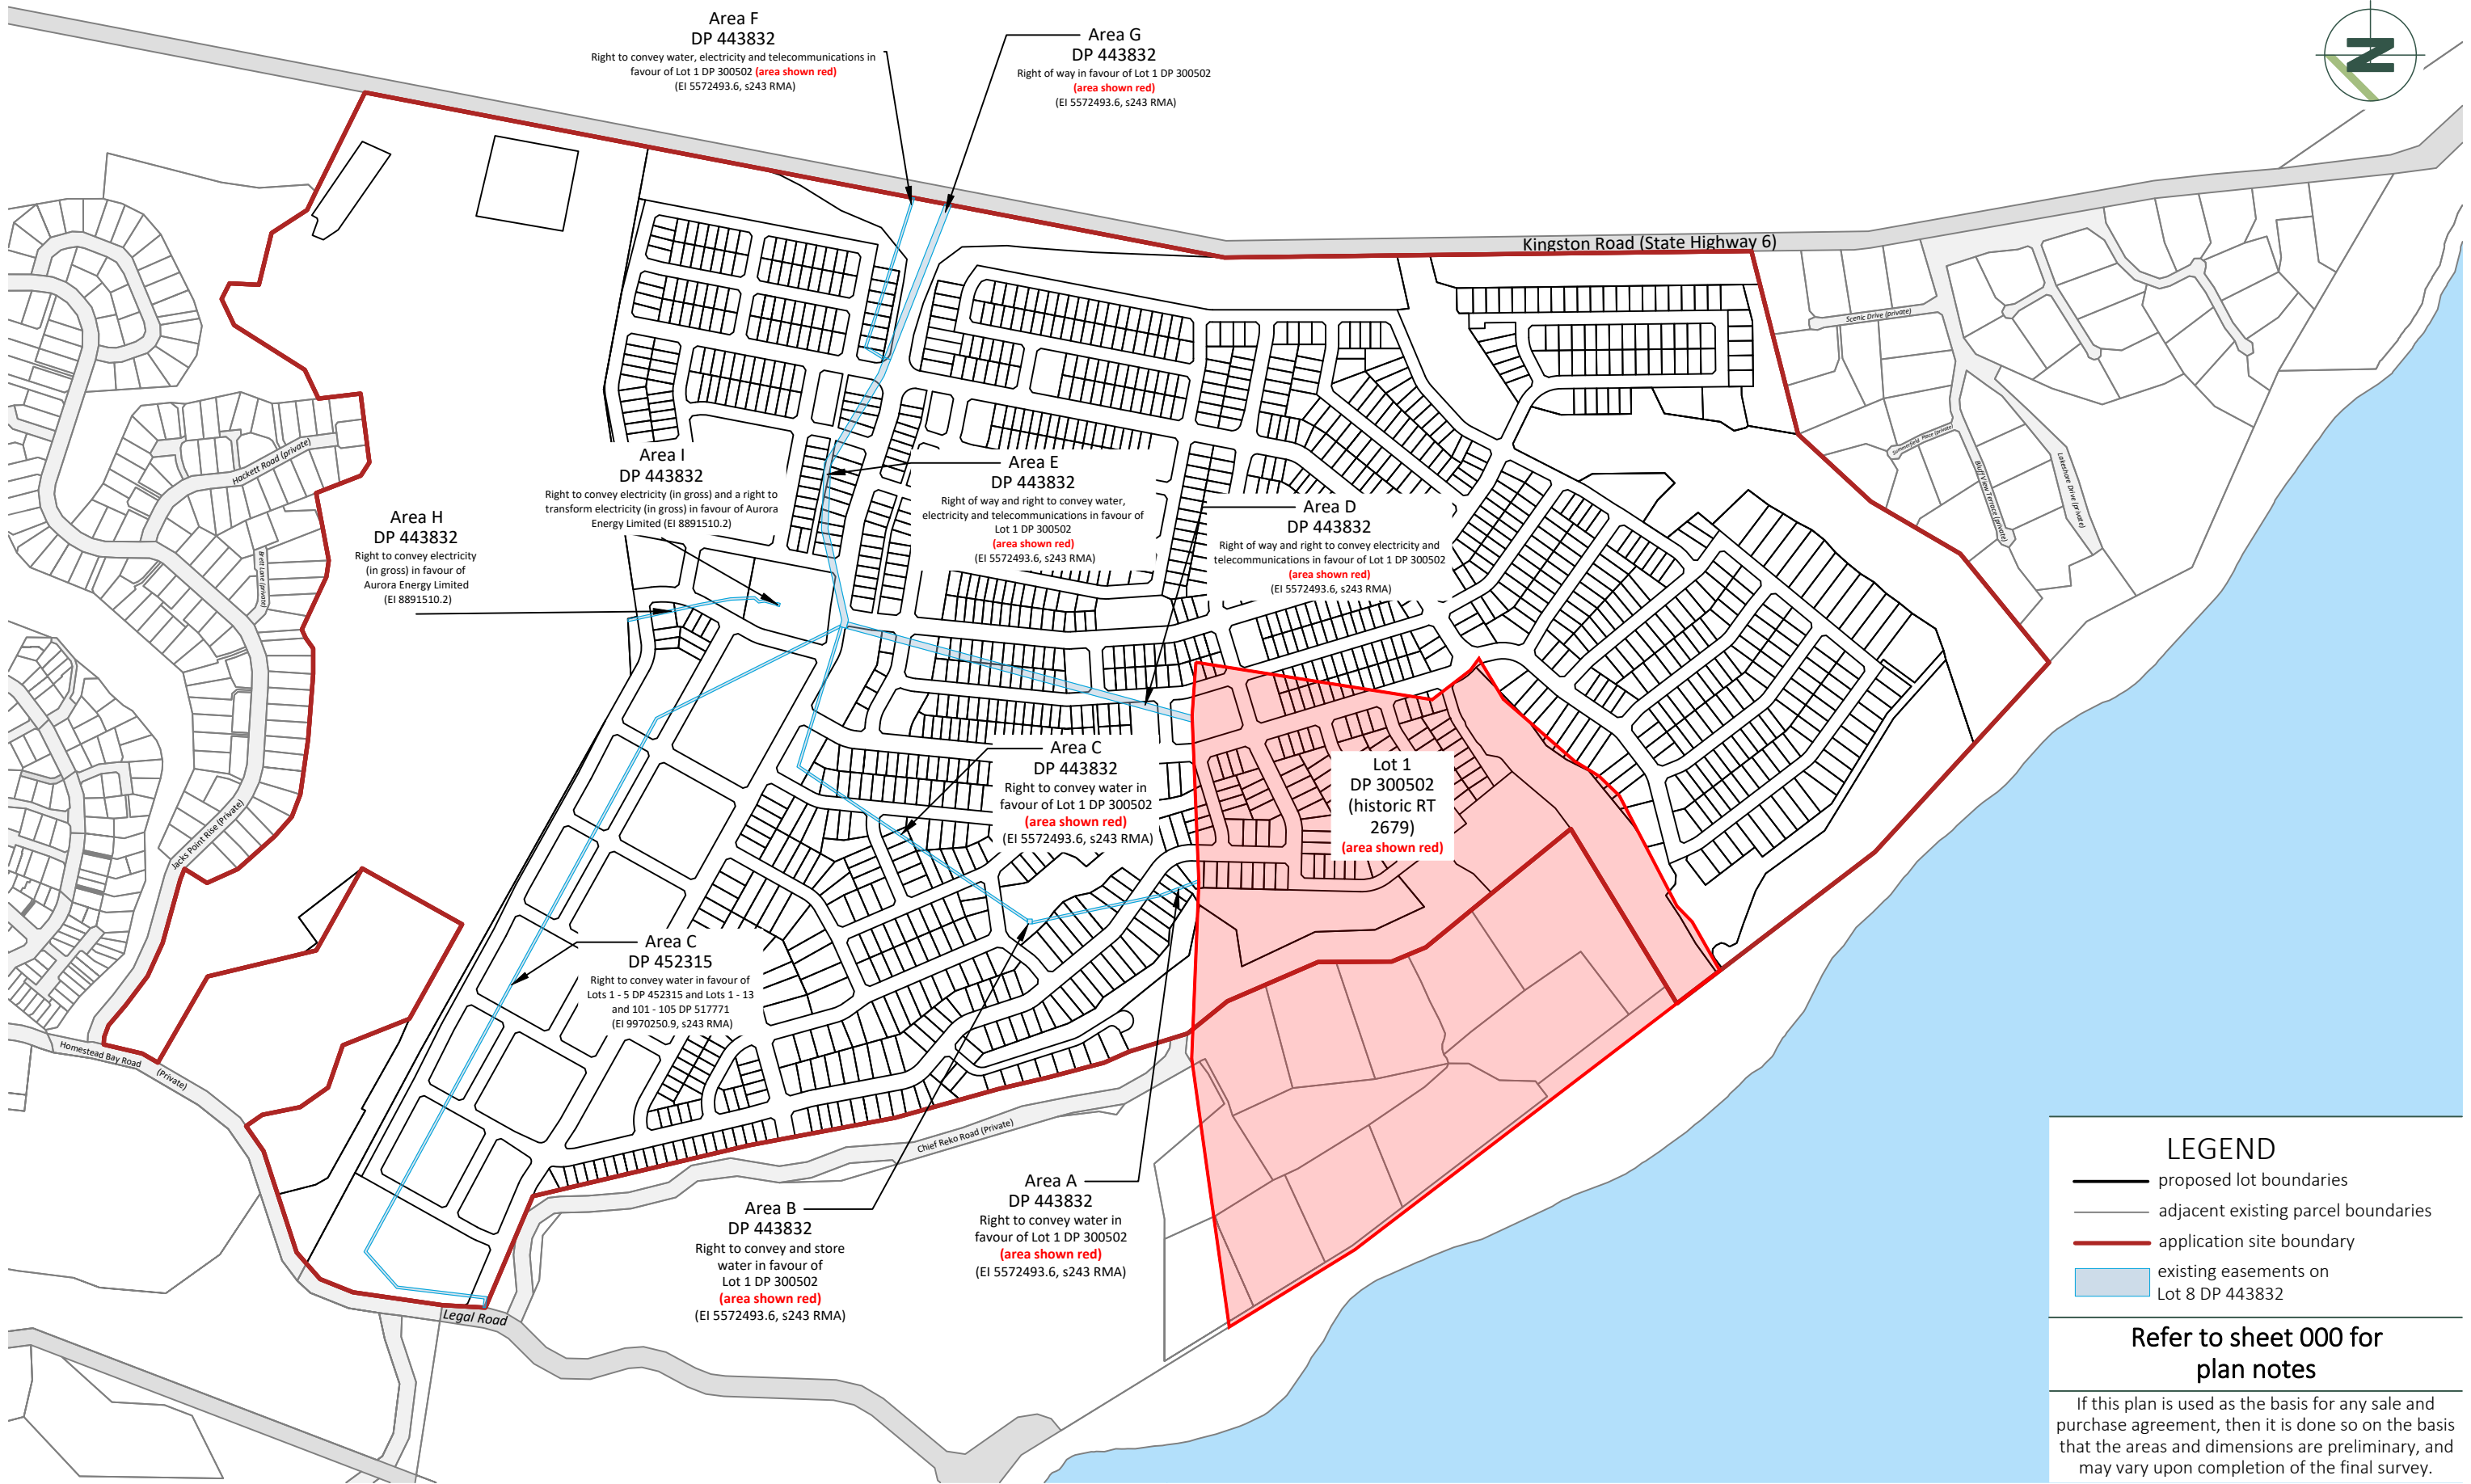 Area F
DP 443832
Right to convey water, electricity and telecommunications in
favour of Lot 1 DP 300502 (area shown red)
(EI 5572493.6, s243 RMA)
Area G
DP 443832
Right of way in favour of Lot 1 DP 300502
(area shown red)
(EI 5572493.6, s243 RMA)
N
Kingston Road (State Highway 6)
Scenic Drive (private)
Summerfield Place (private)
Bluff View Terrace (private)
Lakeshore Drive (private)
Hackett Road (private)
Brett Lane (private)
Jacks Point Rise (Private)
Area I
DP 443832
Right to convey electricity (in gross) and a right to
transform electricity (in gross) in favour of Aurora
Energy Limited (EI 8891510.2)
Area E
DP 443832
Right of way and right to convey water,
electricity and telecommunications in favour of
Lot 1 DP 300502
(area shown red)
(EI 5572493.6, s243 RMA)
Area D
DP 443832
Right of way and right to convey electricity and
telecommunications in favour of Lot 1 DP 300502
(area shown red)
(EI 5572493.6, s243 RMA)
Area H
DP 443832
Right to convey electricity
(in gross) in favour of
Aurora Energy Limited
(EI 8891510.2)
Area C
DP 443832
Right to convey water in
favour of Lot 1 DP 300502
(area shown red)
(EI 5572493.6, s243 RMA)
Lot 1
DP 300502
(historic RT
2679)
(area shown red)
Area C
DP 452315
Right to convey water in favour of
Lots 1 - 5 DP 452315 and Lots 1 - 13
and 101 - 105 DP 517771
(EI 9970250.9, s243 RMA)
Homestead Bay Road
(Private)
Chief Reko Road (Private)
Legal Road
Area B
DP 443832
Right to convey and store
water in favour of
Lot 1 DP 300502
(area shown red)
(EI 5572493.6, s243 RMA)
Area A
DP 443832
Right to convey water in
favour of Lot 1 DP 300502
(area shown red)
(EI 5572493.6, s243 RMA)
LEGEND
proposed lot boundaries
adjacent existing parcel boundaries
application site boundary
existing easements on
Lot 8 DP 443832
Refer to sheet 000 for
plan notes
If this plan is used as the basis for any sale and
purchase agreement, then it is done so on the basis
that the areas and dimensions are preliminary, and
may vary upon completion of the final survey.